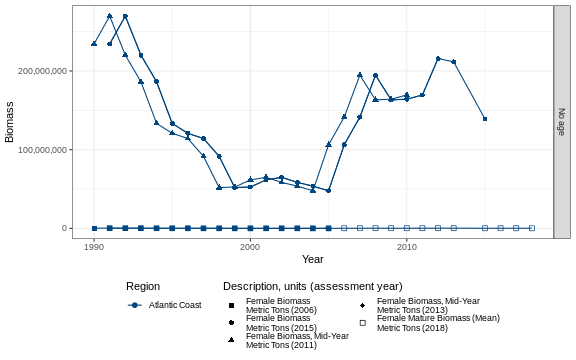 200,000,000
100,000,000
0
Biomass
1990
2000
2010
Year
No age
Region
Atlantic Coast
Description, units (assessment year)
Female Biomass
Metric Tons (2006)
Female Biomass
Metric Tons (2015)
Female Biomass, Mid-Year
Metric Tons (2011)
Female Biomass, Mid-Year
Metric Tons (2013)
Female Mature Biomass (Mean)
Metric Tons (2018)